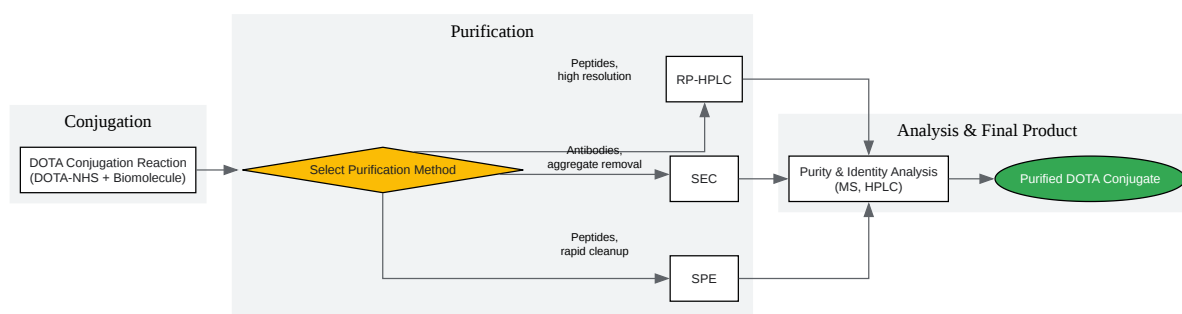 Conjugation
DOTA Conjugation Reaction
(DOTA-NHS + Biomolecule)
Purification
Select Purification Method
Peptides,
high resolution
RP-HPLC
Antibodies,
aggregate removal
SEC
Peptides,
rapid cleanup
SPE
Analysis & Final Product
Purity & Identity Analysis
(MS, HPLC)
Purified DOTA Conjugate